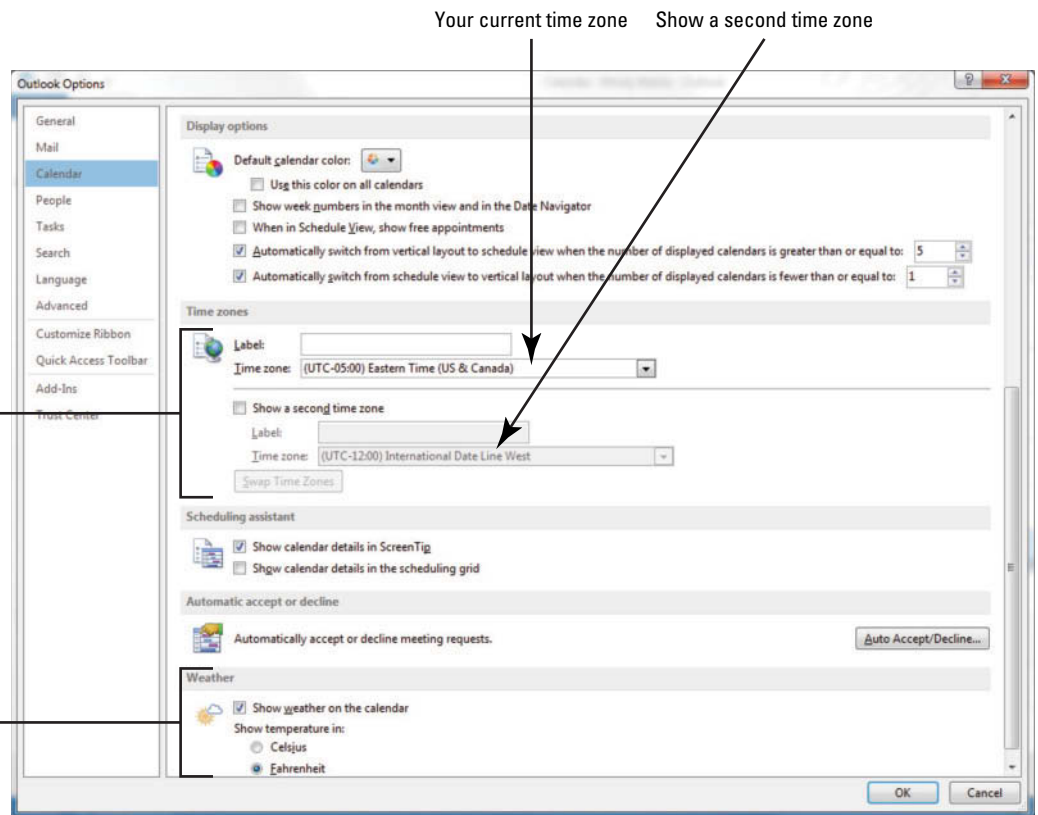 Your current time zone Show a second time zone
Outlook Options
General
Mail
Calendar
People
Tasks
Search
Language
Advanced
Customize Ribbon
Quick Access Toolbar
Add-Ins
Trust Center
Display options
Default calendar color:
Use this color on all calendars
Show week numbers in the month view and in the Date Navigator
When in Schedule View, show free appointments
Automatically switch from vertical layout to schedule view when the number of displayed calendars is greater than or equal to: 5
Automatically switch from schedule view to vertical layout when the number of displayed calendars is fewer than or equal to: 1
Time zones
Label:
Time zone: (UTC-05:00) Eastern Time (US & Canada)
Show a second time zone
Label:
Time zone: (UTC-12:00) International Date Line West
Swap Time Zones
Scheduling assistant
Show calendar details in ScreenTip
Show calendar details in the scheduling grid
Automatic accept or decline
Automatically accept or decline meeting requests.
Auto Accept/Decline...
Weather
Show weather on the calendar
Show temperature in:
Celsius
Fahrenheit
OK Cancel